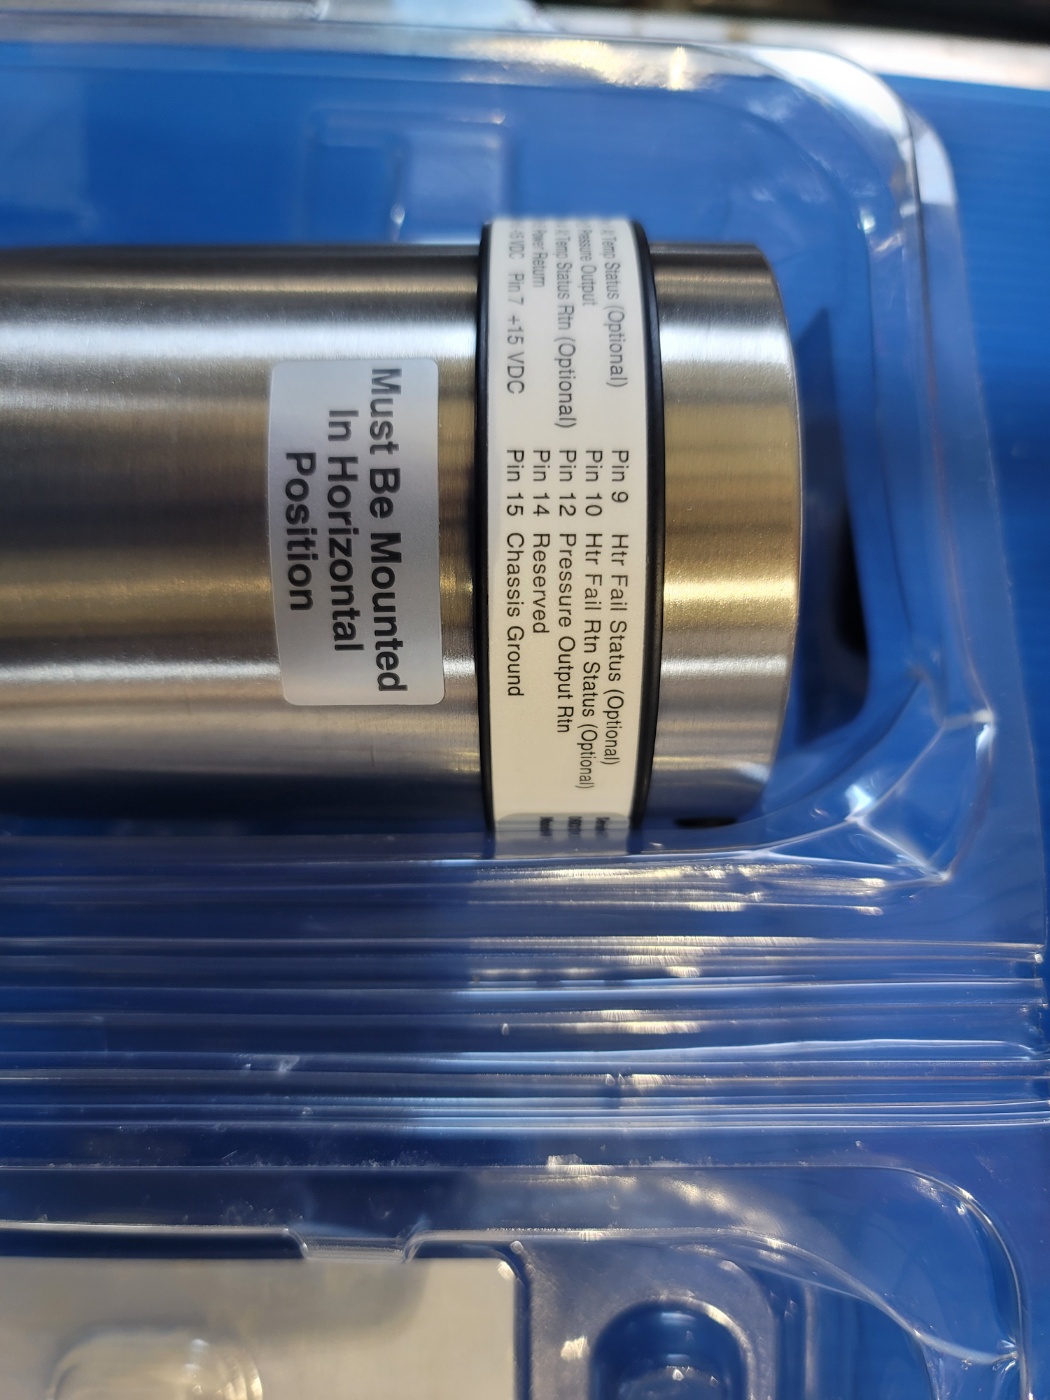 Must Be Mounted
In Horizontal
Position
Temp Status (Optional) Pin 9 Htr Fail Status (Optional)
Pressure Output Pin 10 Htr Fail Rtn Status (Optional)
Temp Status Rtn (Optional) Pin 12 Pressure Output Rtn
Power Return Pin 14 Reserved
VDC Pin 7 +15 VDC Pin 15 Chassis Ground